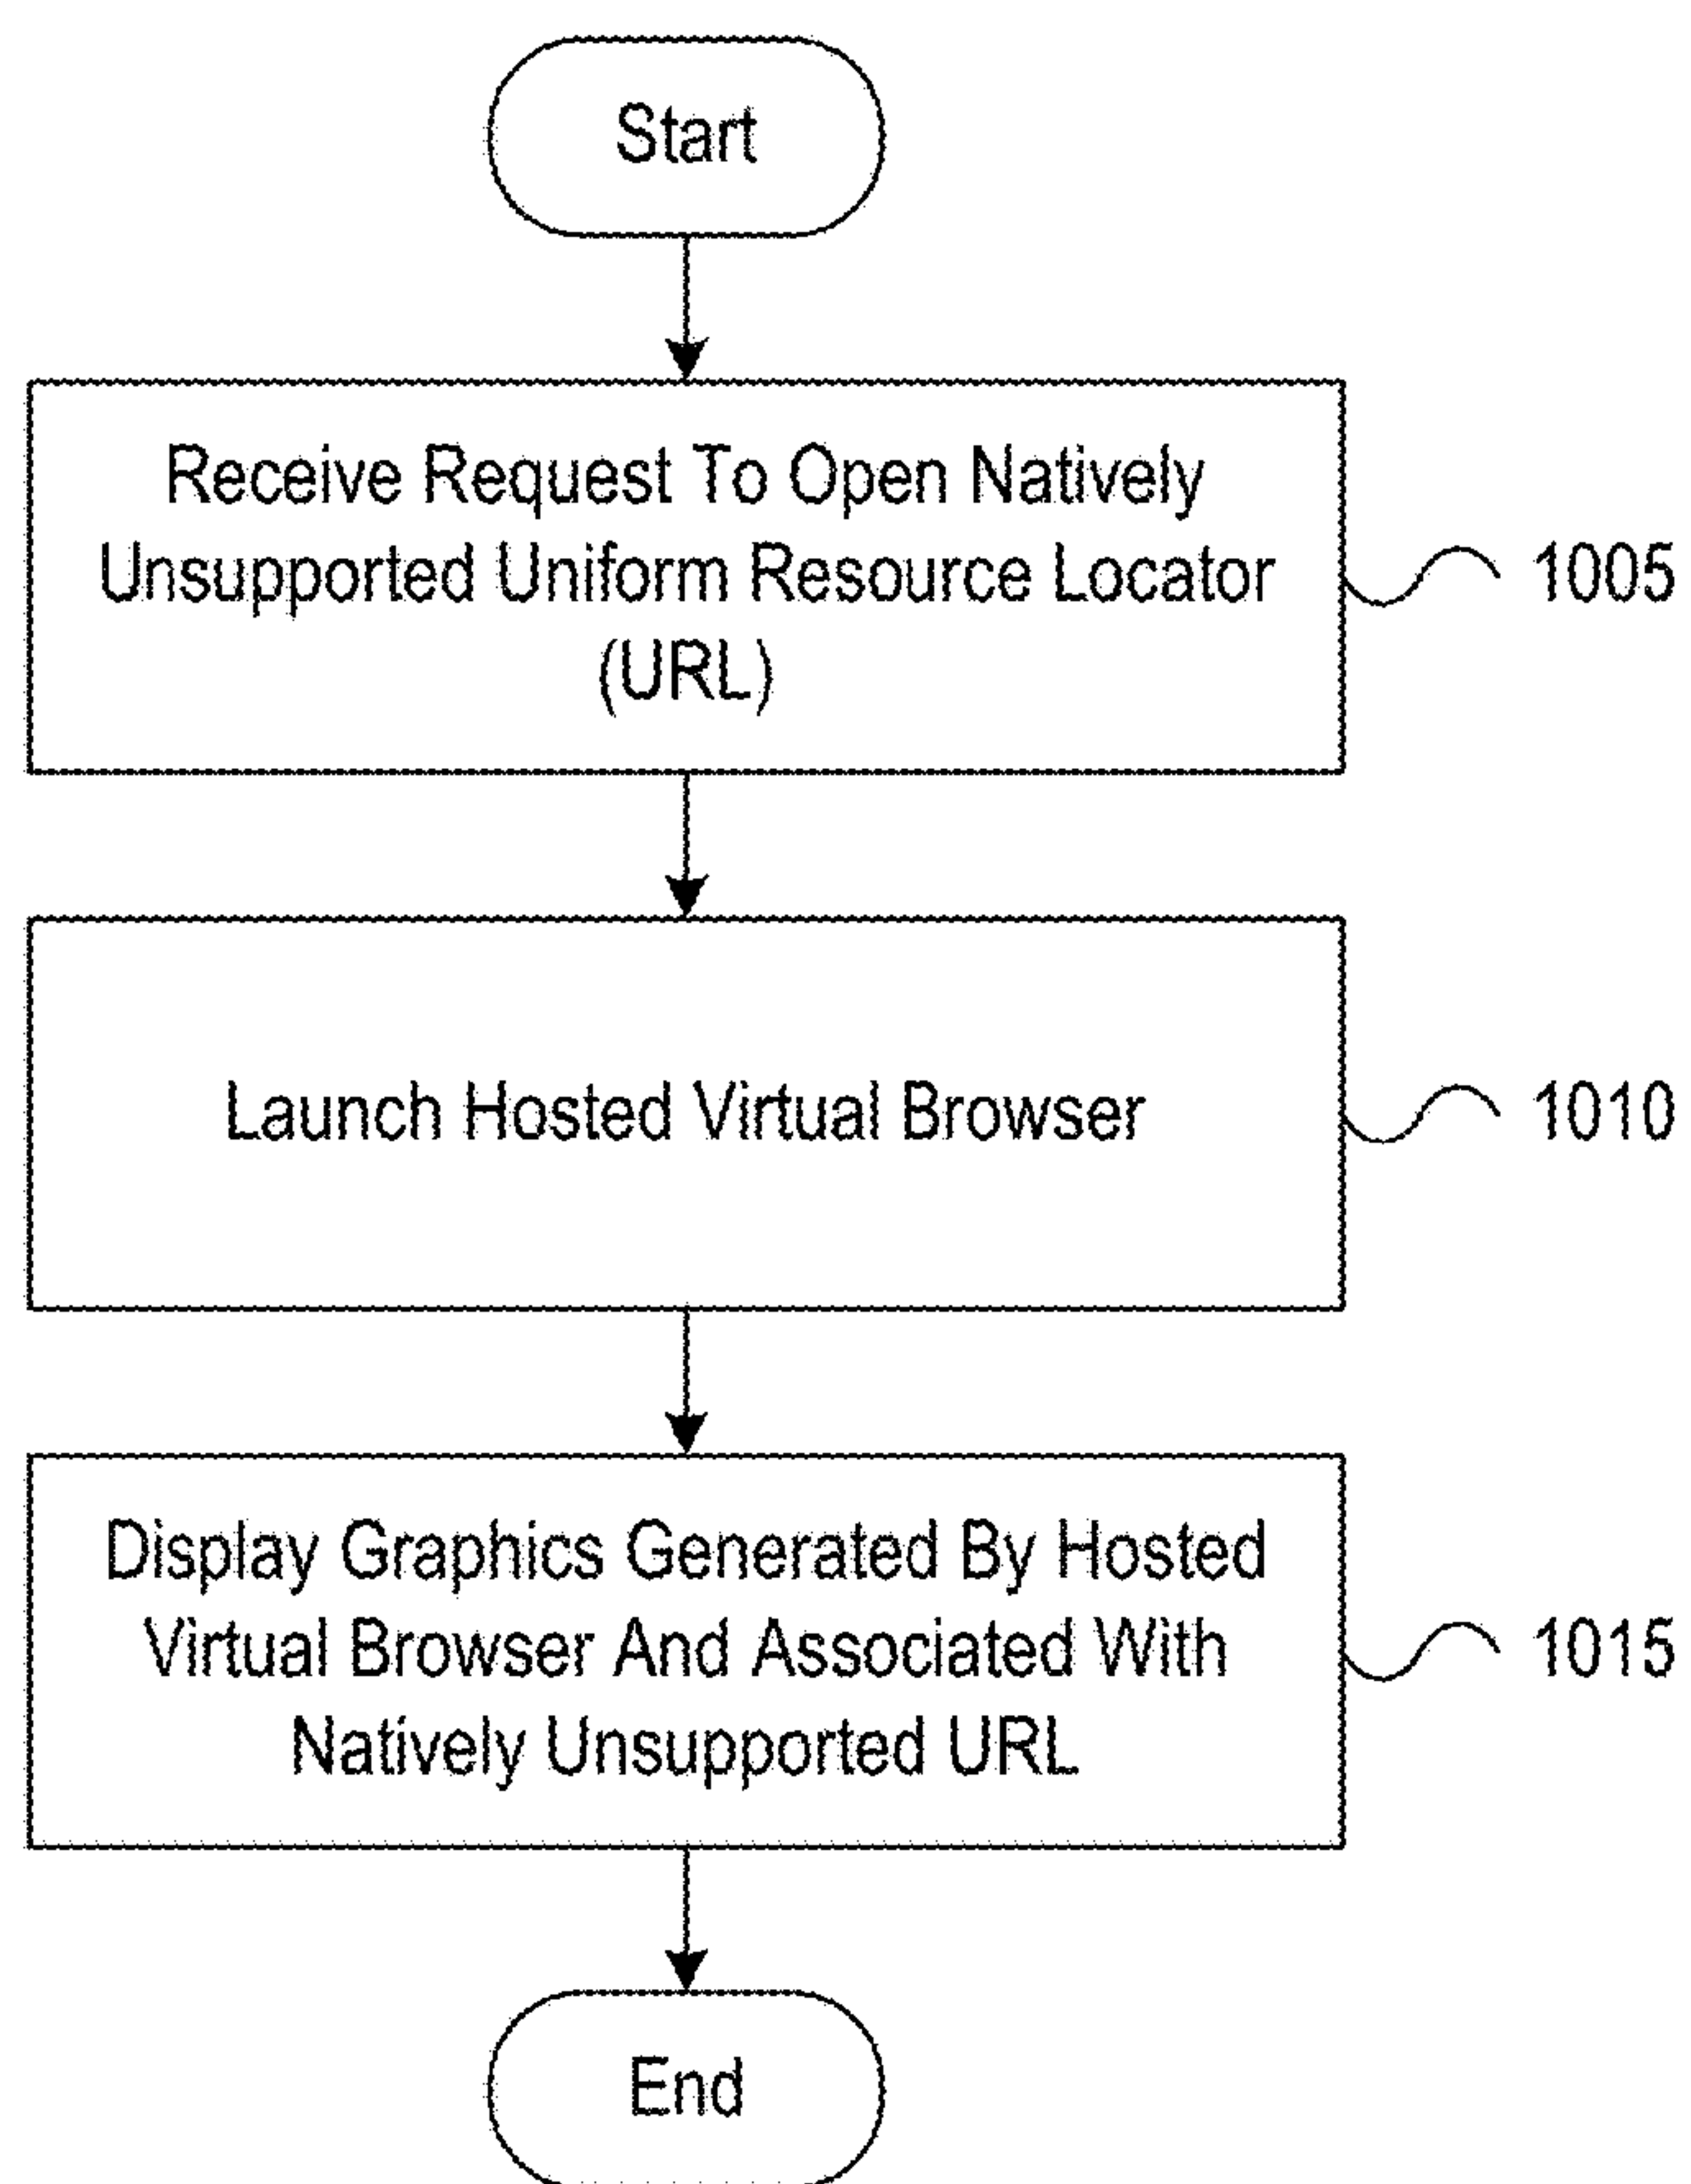 Start
Receive Request To Open Natively
Unsupported Uniform Resource Locator
(URL)
1005
Launch Hosted Virtual Browser
1010
Display Graphics Generated By Hosted
Virtual Browser And Associated With
Natively Unsupported URL
1015
End